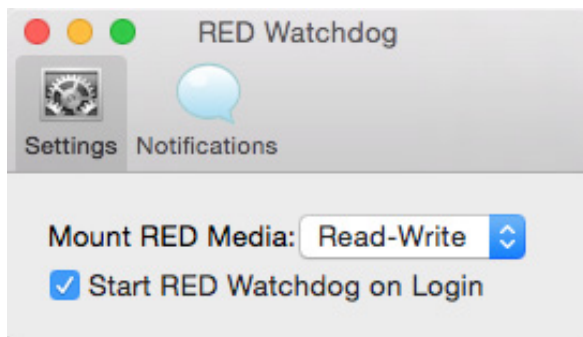 RED Watchdog
Settings Notifications
Mount RED Media: Read-Write
Start RED Watchdog on Login